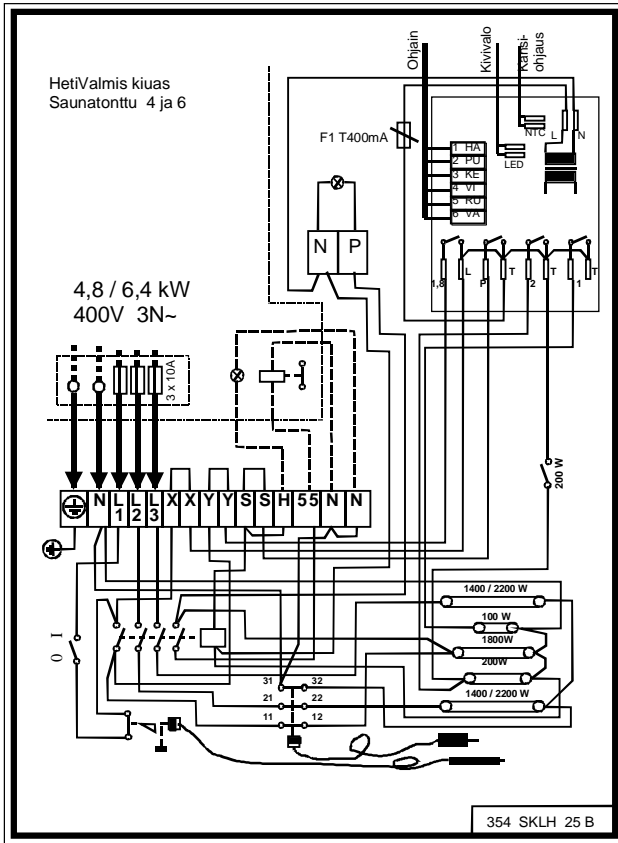 HetiValmis kiuas
Saunatonttu 4 ja 6
Ohjain
Kivivalo
Kansi-
ohjaus
F1 T400mA
NTC
L
N
LED
1 HA
2 PU
3 KE
4 VI
5 RU
6 VA
N P
1,8 L P T 2 T 1 T
4,8 / 6,4 kW
400V 3N~
3 x 10A
200 W
N L1 L2 L3 X X Y Y S S H 55 N N
1400 / 2200 W
100 W
1800W
200W
1400 / 2200 W
I
0
31 32
21 22
11 12
354 SKLH 25 B